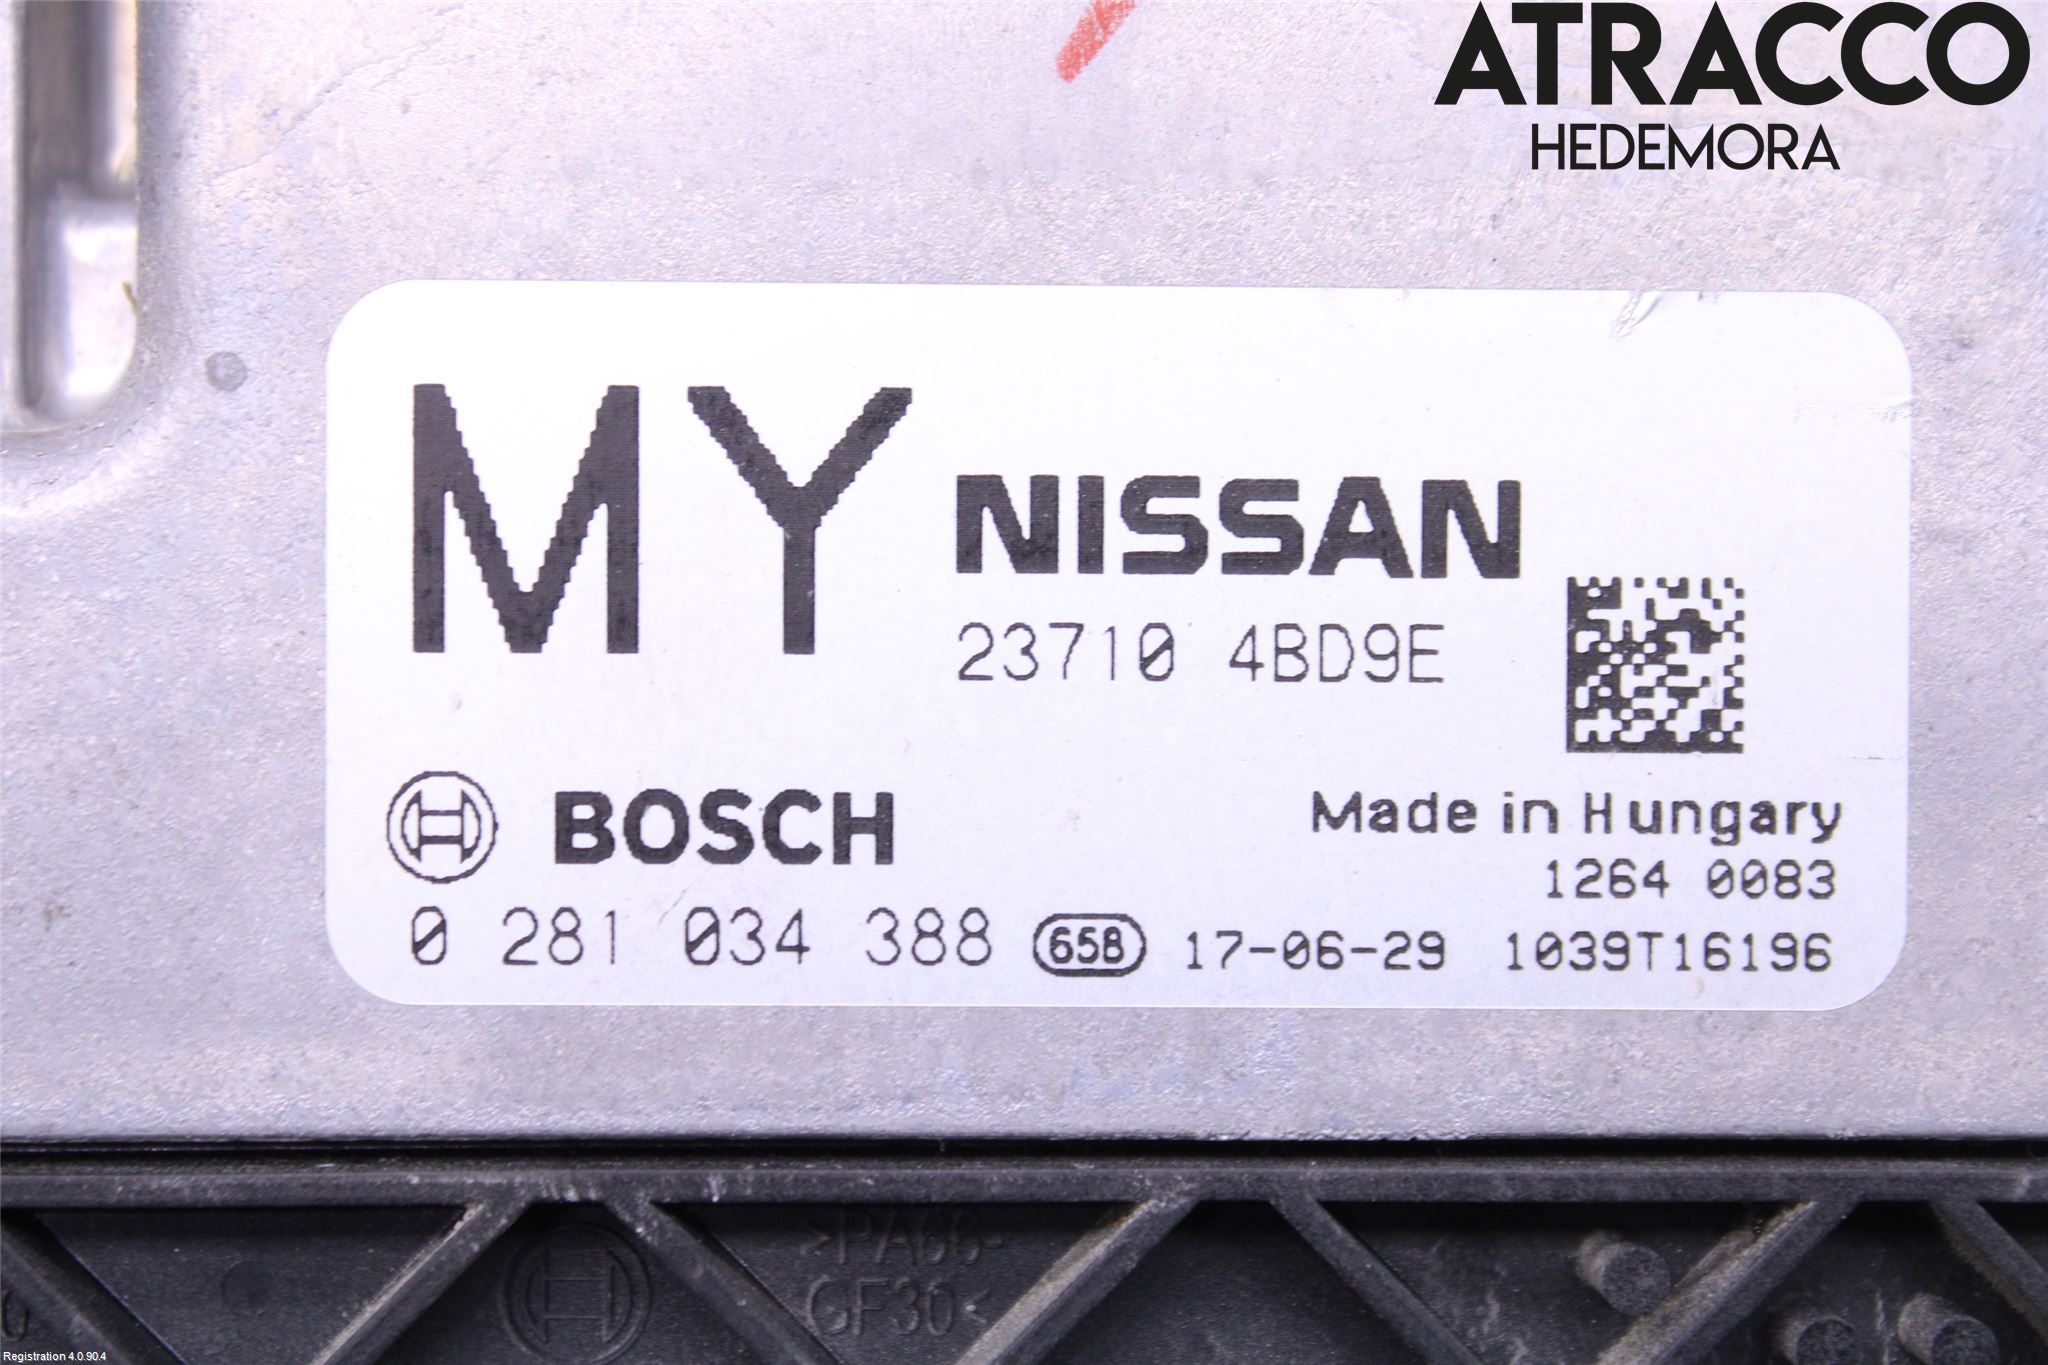 ATRACCO
HEDEMORA
MY NISSAN
23710 4BD9E
BOSCH
Made in Hungary
1264 0083
0 281 034 388 65B 17-06-29 1039T16196
>PA66-
GF30<
Registration 4.0.90.4